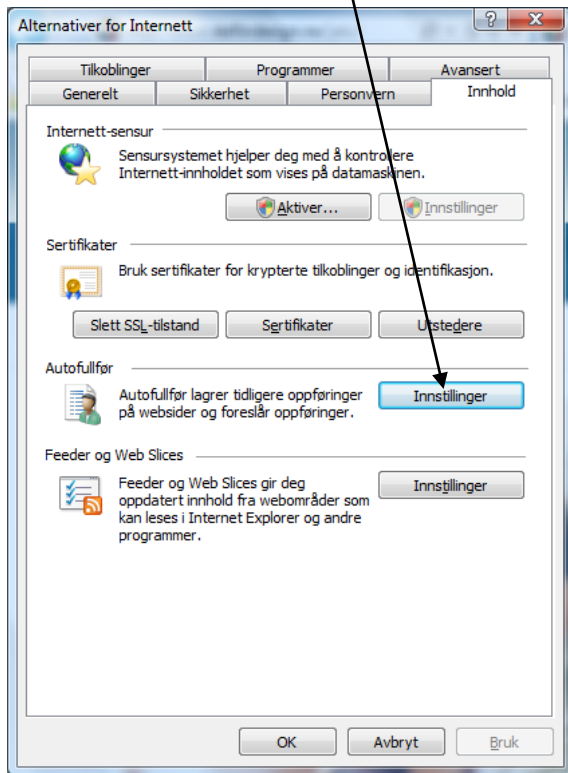 Alternativer for Internett
Tilkoblinger Programmer Avansert
Generelt Sikkerhet Personvern Innhold
Internett-sensur
Sensursystemet hjelper deg med å kontrollere
Internett-innholdet som vises på datamaskinen.
Aktiver... Innstillinger
Sertifikater
Bruk sertifikater for krypterte tilkoblinger og identifikasjon.
Slett SSL-tilstand Sertifikater Utstedere
Autofullfør
Autofullfør lagrer tidligere oppføringer
på websider og foreslår oppføringer.
Innstillinger
Feeder og Web Slices
Feeder og Web Slices gir deg
oppdatert innhold fra webområder som
kan leses i Internet Explorer og andre
programmer.
Innstillinger
OK Avbryt Bruk